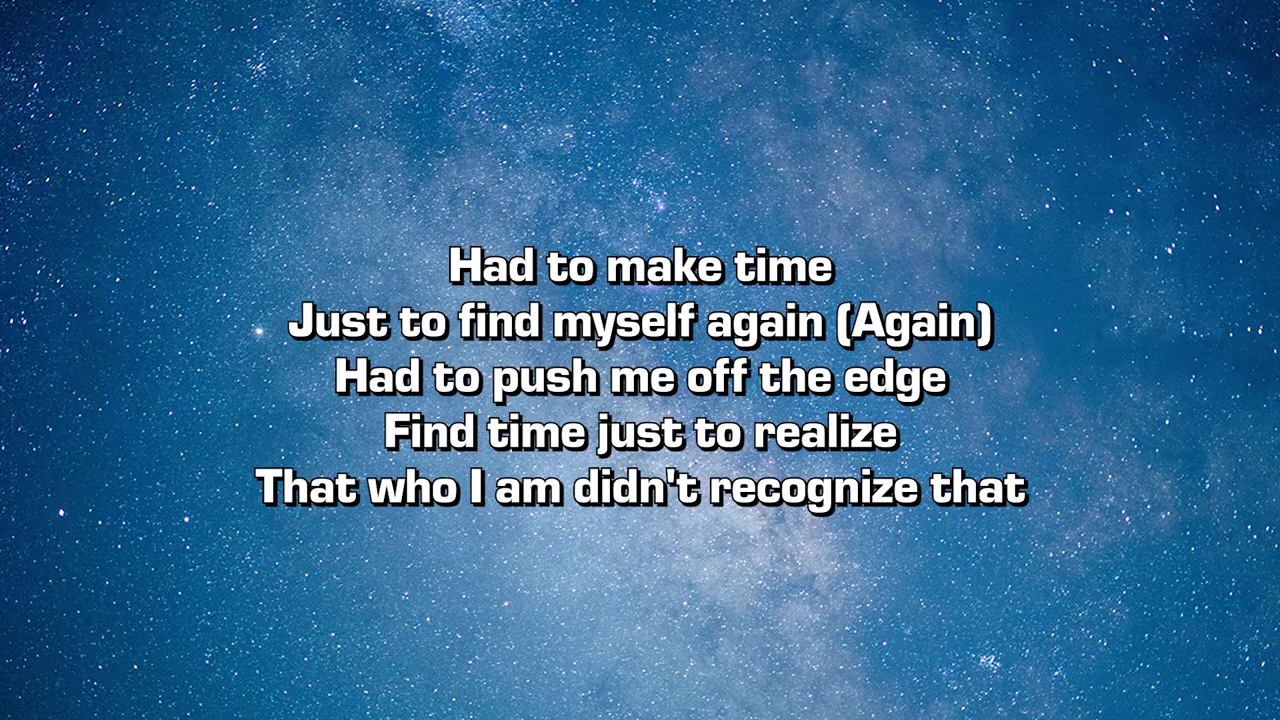 Had to make time
Just to find myself again (Again)
Had to push me off the edge
Find time just to realize
That who I am didn't recognize that